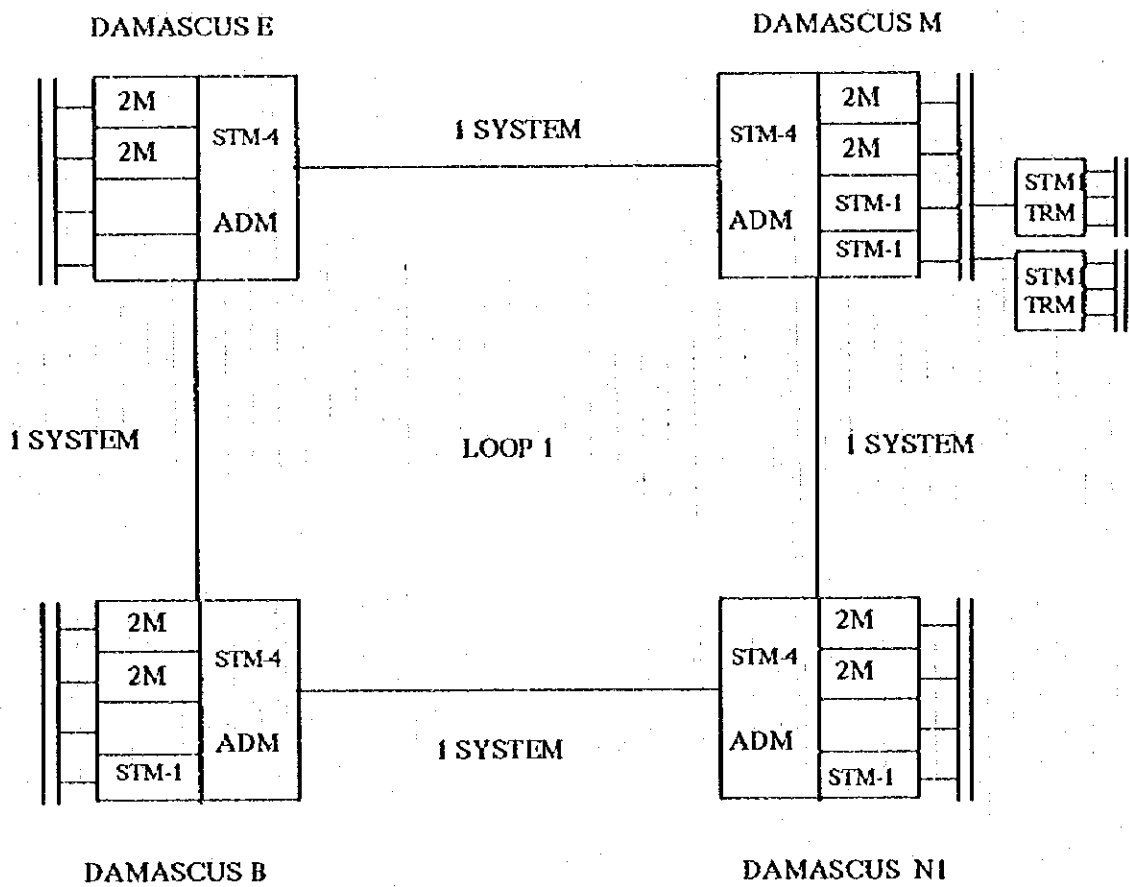 DAMASCUS E
2M
2M
STM-4
ADM
1 SYSTEM
DAMASCUS M
STM-4
ADM
2M
2M
STM-1
STM-1
STM1
TRM
STM1
TRM
1 SYSTEM
LOOP 1
1 SYSTEM
2M
2M
STM-1
STM-4
ADM
1 SYSTEM
STM-4
ADM
2M
2M
STM-1
DAMASCUS B
DAMASCUS N1